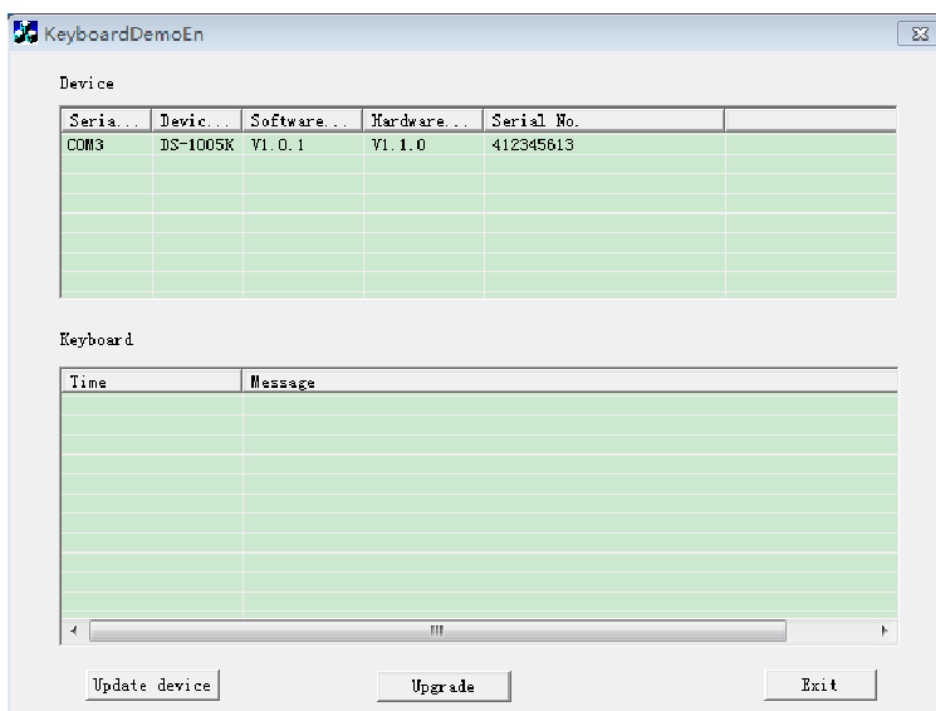 KeyboardDemoEn
Device
Seria... Devic... Software... Hardware... Serial No.
COM3 DS-1005K V1.0.1 V1.1.0 412345613
Keyboard
Time Message
Update device Upgrade Exit